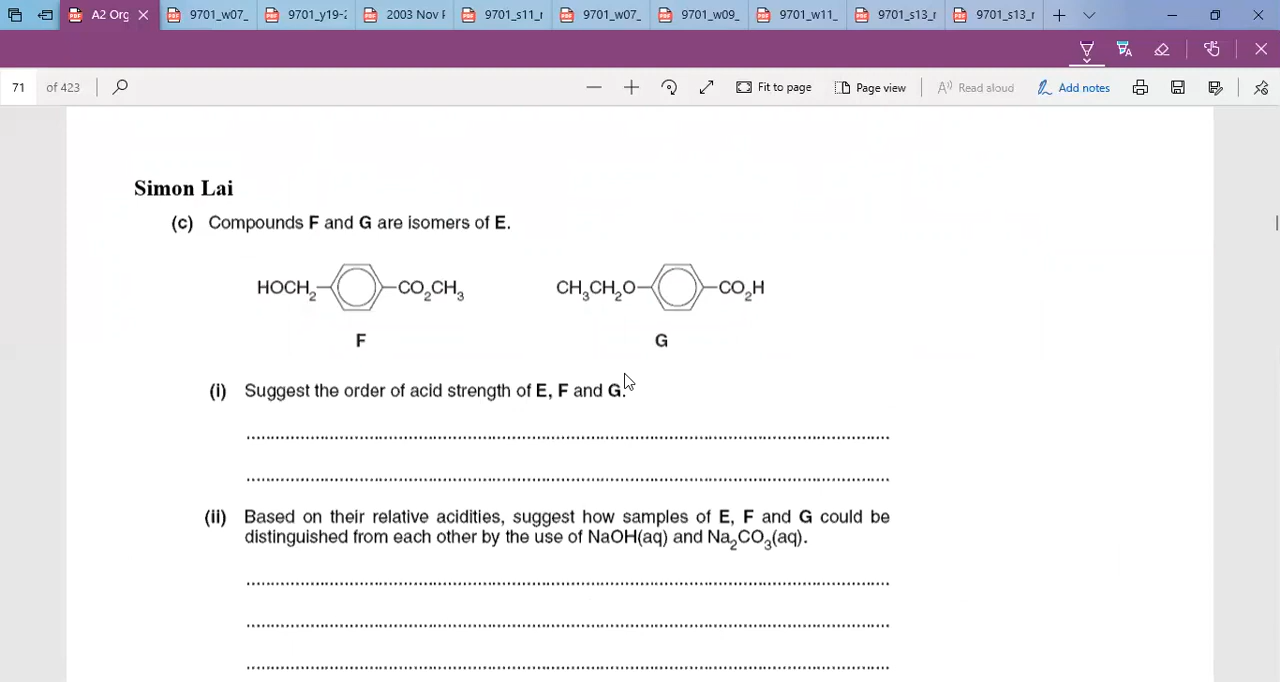 A2 Org
9701_w07_
9701_y19-2
2003 Nov F
9701_s11_r
9701_w07_
9701_w09_
9701_w11_
9701_s13_r
9701_s13_r
71 of 423
Fit to page
Page view
Read aloud
Add notes
Simon Lai
(c) Compounds F and G are isomers of E.
HOCH₂ CO₂CH₃ CH₃CH₂O CO₂H
F G
(i) Suggest the order of acid strength of E, F and G.
(ii) Based on their relative acidities, suggest how samples of E, F and G could be
distinguished from each other by the use of NaOH(aq) and Na₂CO₃(aq).